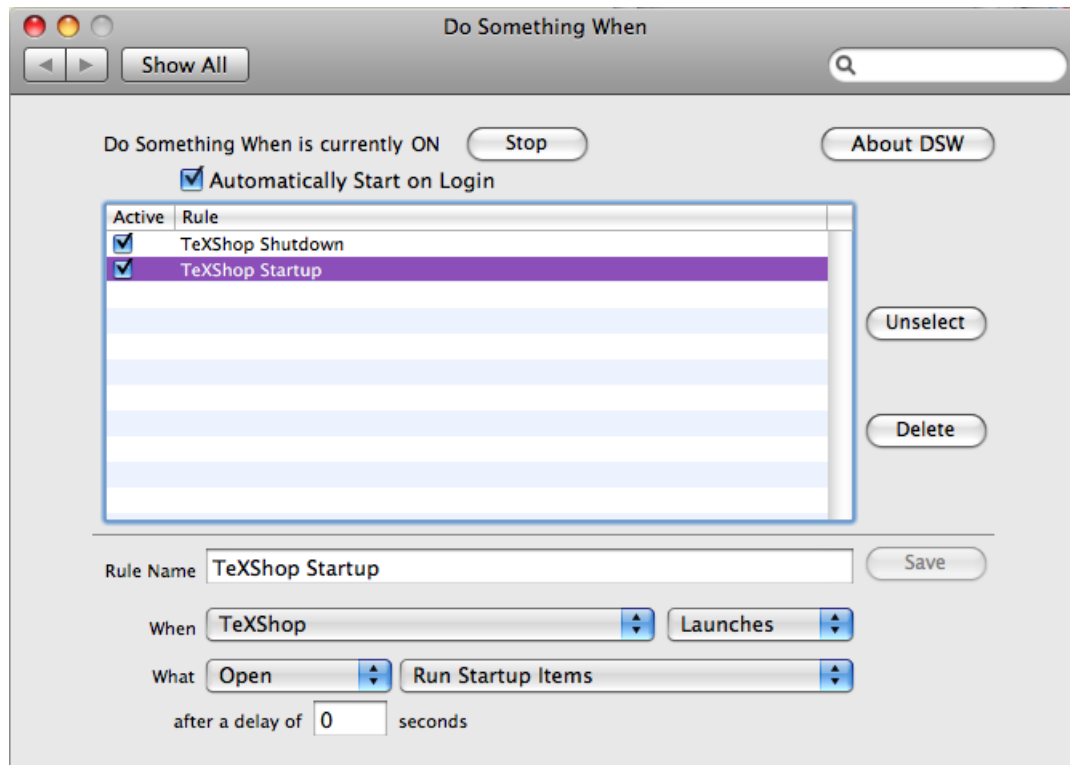 Do Something When
Show All
Do Something When is currently ON Stop About DSW
Automatically Start on Login
Active Rule
TeXShop Shutdown
TeXShop Startup
Unselect
Delete
Rule Name TeXShop Startup Save
When TeXShop Launches
What Open Run Startup Items
after a delay of 0 seconds